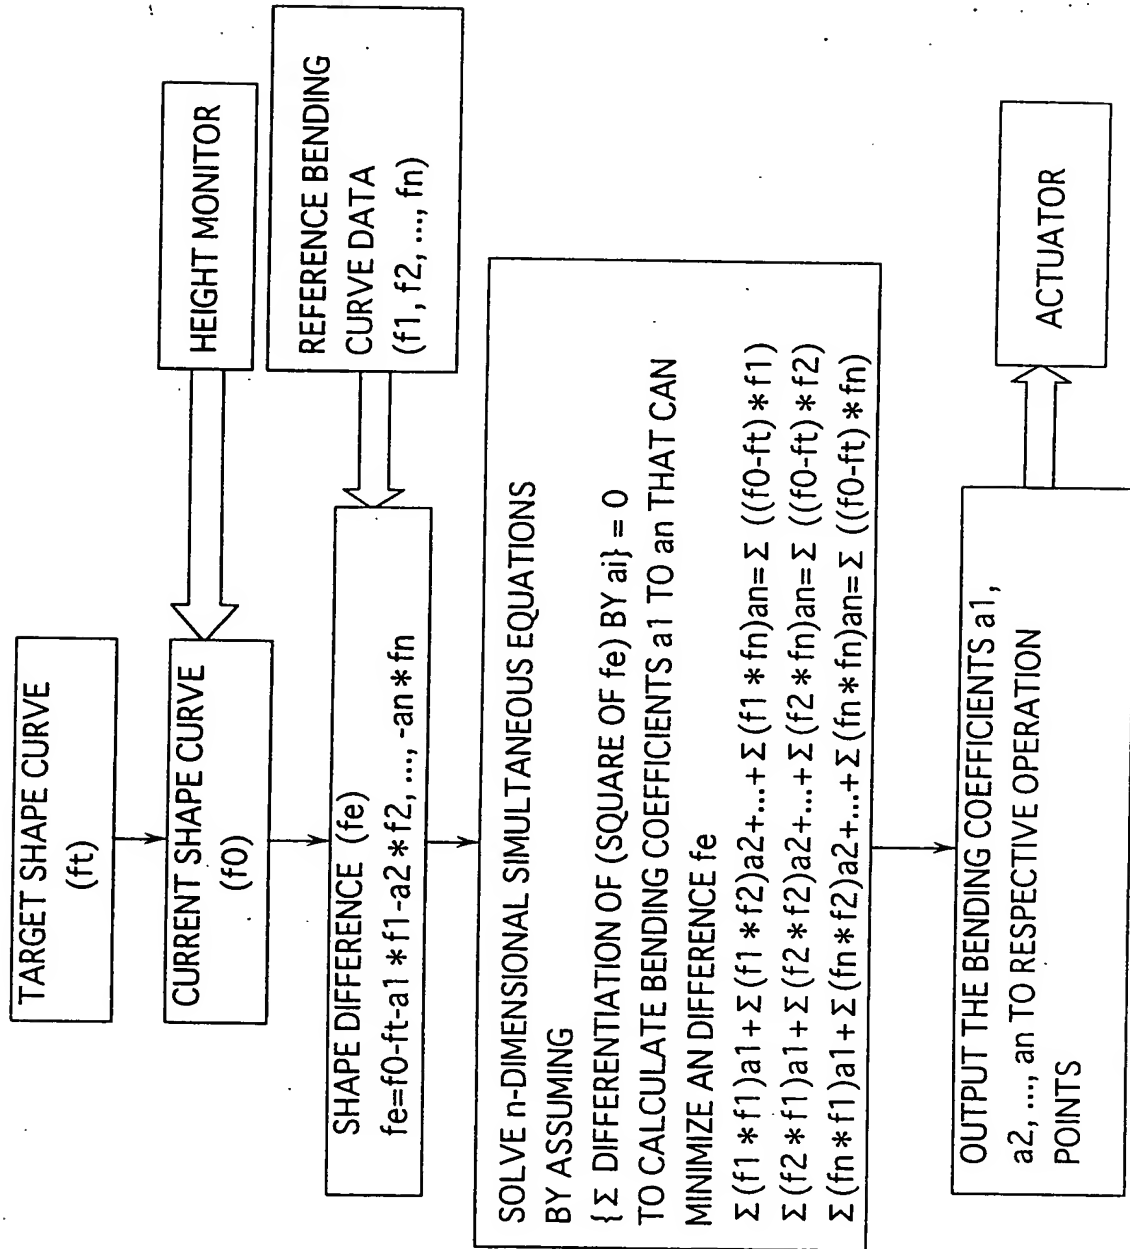 TARGET SHAPE CURVE
(ft)
CURRENT SHAPE CURVE
(f0)
HEIGHT MONITOR
SHAPE DIFFERENCE (fe)
fe=f0-ft-a1*f1-a2*f2, ..., -an*fn
REFERENCE BENDING
CURVE DATA
(f1, f2, ..., fn)
SOLVE n-DIMENSIONAL SIMULTANEOUS EQUATIONS
BY ASSUMING
{Σ DIFFERENTIATION OF (SQUARE OF fe) BY ai} = 0
TO CALCULATE BENDING COEFFICIENTS a1 TO an THAT CAN
MINIMIZE AN DIFFERENCE fe
Σ(f1*f1)a1+Σ(f1*f2)a2+...+Σ(f1*fn)an=Σ((f0-ft)*f1)
Σ(f2*f1)a1+Σ(f2*f2)a2+...+Σ(f2*fn)an=Σ((f0-ft)*f2)
Σ(fn*f1)a1+Σ(fn*f2)a2+...+Σ(fn*fn)an=Σ((f0-ft)*fn)
OUTPUT THE BENDING COEFFICIENTS a1,
a2, ..., an TO RESPECTIVE OPERATION
POINTS
ACTUATOR